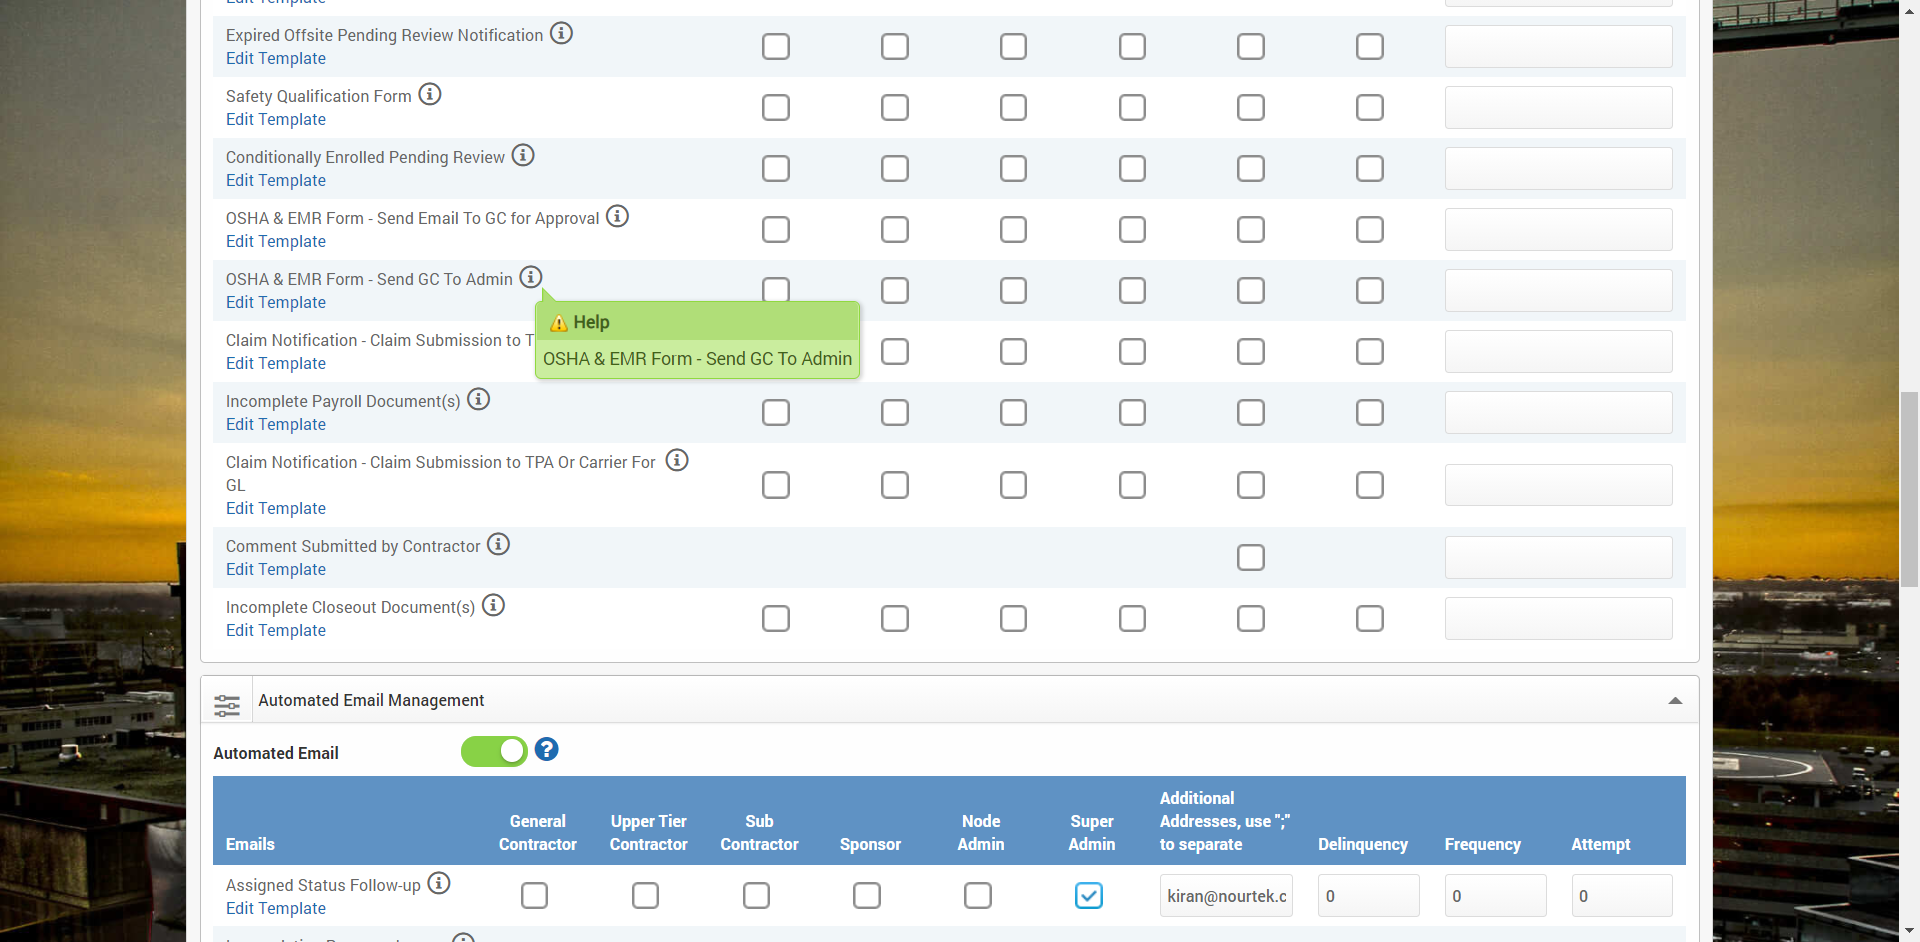 Edit Template
Expired Offsite Pending Review Notification
Edit Template
Safety Qualification Form
Edit Template
Conditionally Enrolled Pending Review
Edit Template
OSHA & EMR Form - Send Email To GC for Approval
Edit Template
OSHA & EMR Form - Send GC To Admin
Edit Template
Help
OSHA & EMR Form - Send GC To Admin
Claim Notification - Claim Submission to T
Edit Template
Incomplete Payroll Document(s)
Edit Template
Claim Notification - Claim Submission to TPA Or Carrier For
GL
Edit Template
Comment Submitted by Contractor
Edit Template
Incomplete Closeout Document(s)
Edit Template
Automated Email Management
Automated Email
Emails
General
Contractor
Upper Tier
Contractor
Sub
Contractor
Sponsor
Node
Admin
Super
Admin
Additional
Addresses, use ";"
to separate
Delinquency
Frequency
Attempt
Assigned Status Follow-up
kiran@nourtek.c
0
0
0
Edit Template